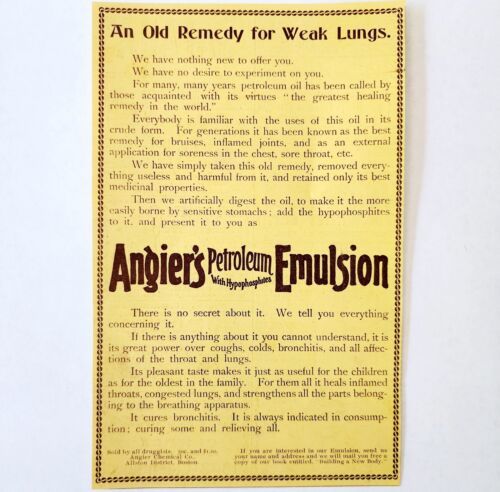 An Old Remedy for Weak Lungs.
We have nothing new to offer you.
We have no desire to experiment on you.
For many, many years petroleum oil has been called by
those acquainted with its virtues "the greatest healing
remedy in the world."
Everybody is familiar with the uses of this oil in its
crude form. For generations it has been known as the best
remedy for bruises, inflamed joints, and as an external
application for soreness in the chest, sore throat, etc.
We have simply taken this old remedy, removed every-
thing useless and harmful from it, and retained only its best
medicinal properties.
Then we artificially digest the oil, to make it the more
easily borne by sensitive stomachs; add the hypophosphites
to it, and present it to you as
Angier's Petroleum Emulsion
With Hypophosphites
There is no secret about it. We tell you everything
concerning it.
If there is anything about it you cannot understand, it is
its great power over coughs, colds, bronchitis, and all affec-
tions of the throat and lungs.
Its pleasant taste makes it just as useful for the children
as for the oldest in the family. For them all it heals inflamed
throats, congested lungs, and strengthens all the parts belong-
ing to the breathing apparatus.
It cures bronchitis. It is always indicated in consump-
tion; curing some and relieving all.
Sold by all druggists. 50c. and $1.00.
Angier Chemical Co.
Allston District, Boston
If you are interested in our Emulsion, send us
your name and address and we will mail you free a
copy of our book entitled, "Building a New Body."